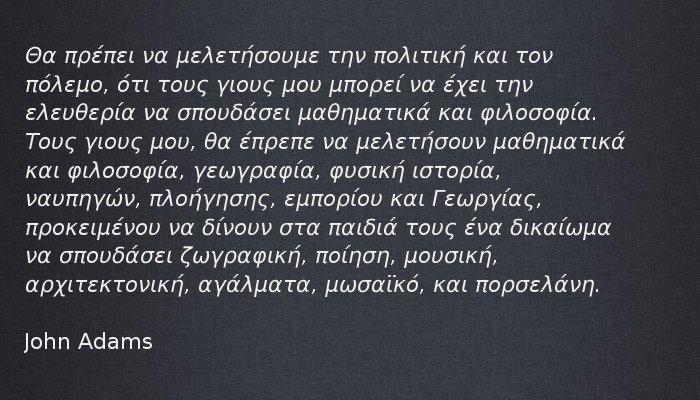 Θα πρέπει να μελετήσουμε την πολιτική και τον
πόλεμο, ότι τους γιους μου μπορεί να έχει την
ελευθερία να σπουδάσει μαθηματικά και φιλοσοφία.
Τους γιους μου, θα έπρεπε να μελετήσουν μαθηματικά
και φιλοσοφία, γεωγραφία, φυσική ιστορία,
ναυπηγών, πλοήγησης, εμπορίου και Γεωργίας,
προκειμένου να δίνουν στα παιδιά τους ένα δικαίωμα
να σπουδάσει ζωγραφική, ποίηση, μουσική,
αρχιτεκτονική, αγάλματα, μωσαϊκό, και πορσελάνη.
John Adams